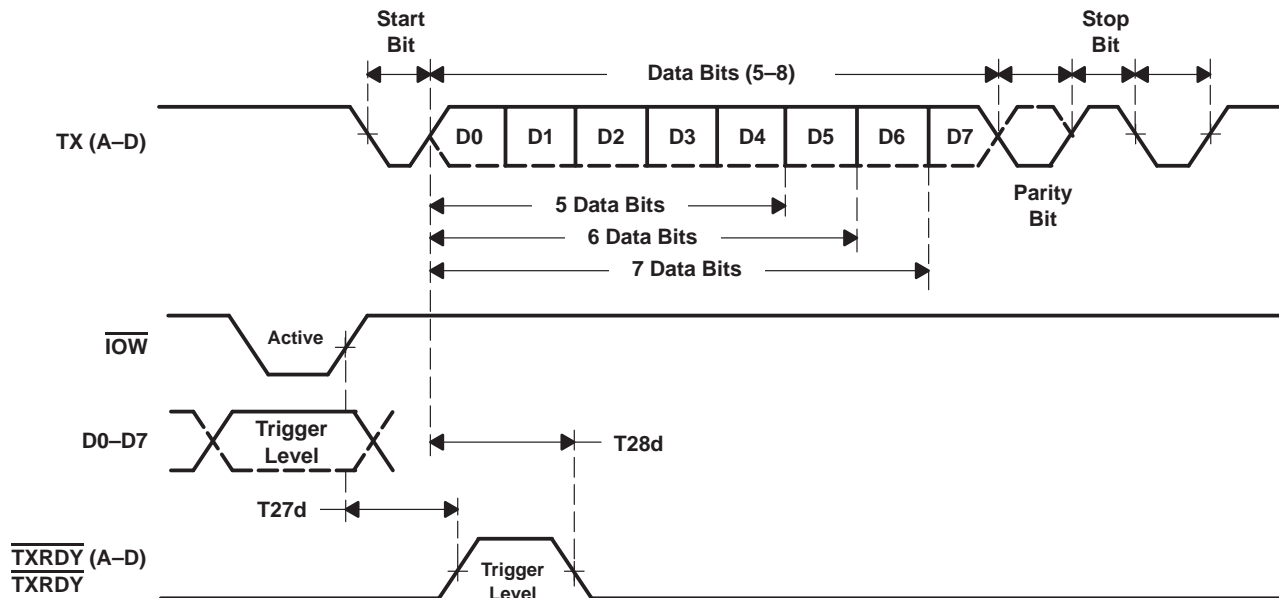 Start
Bit
Stop
Bit
Data Bits (5–8)
TX (A–D)
D0 D1 D2 D3 D4 D5 D6 D7
Parity
Bit
5 Data Bits
6 Data Bits
7 Data Bits
IOW
Active
D0–D7
Trigger
Level
T28d
T27d
TXRDY (A–D)
TXRDY
Trigger
Level